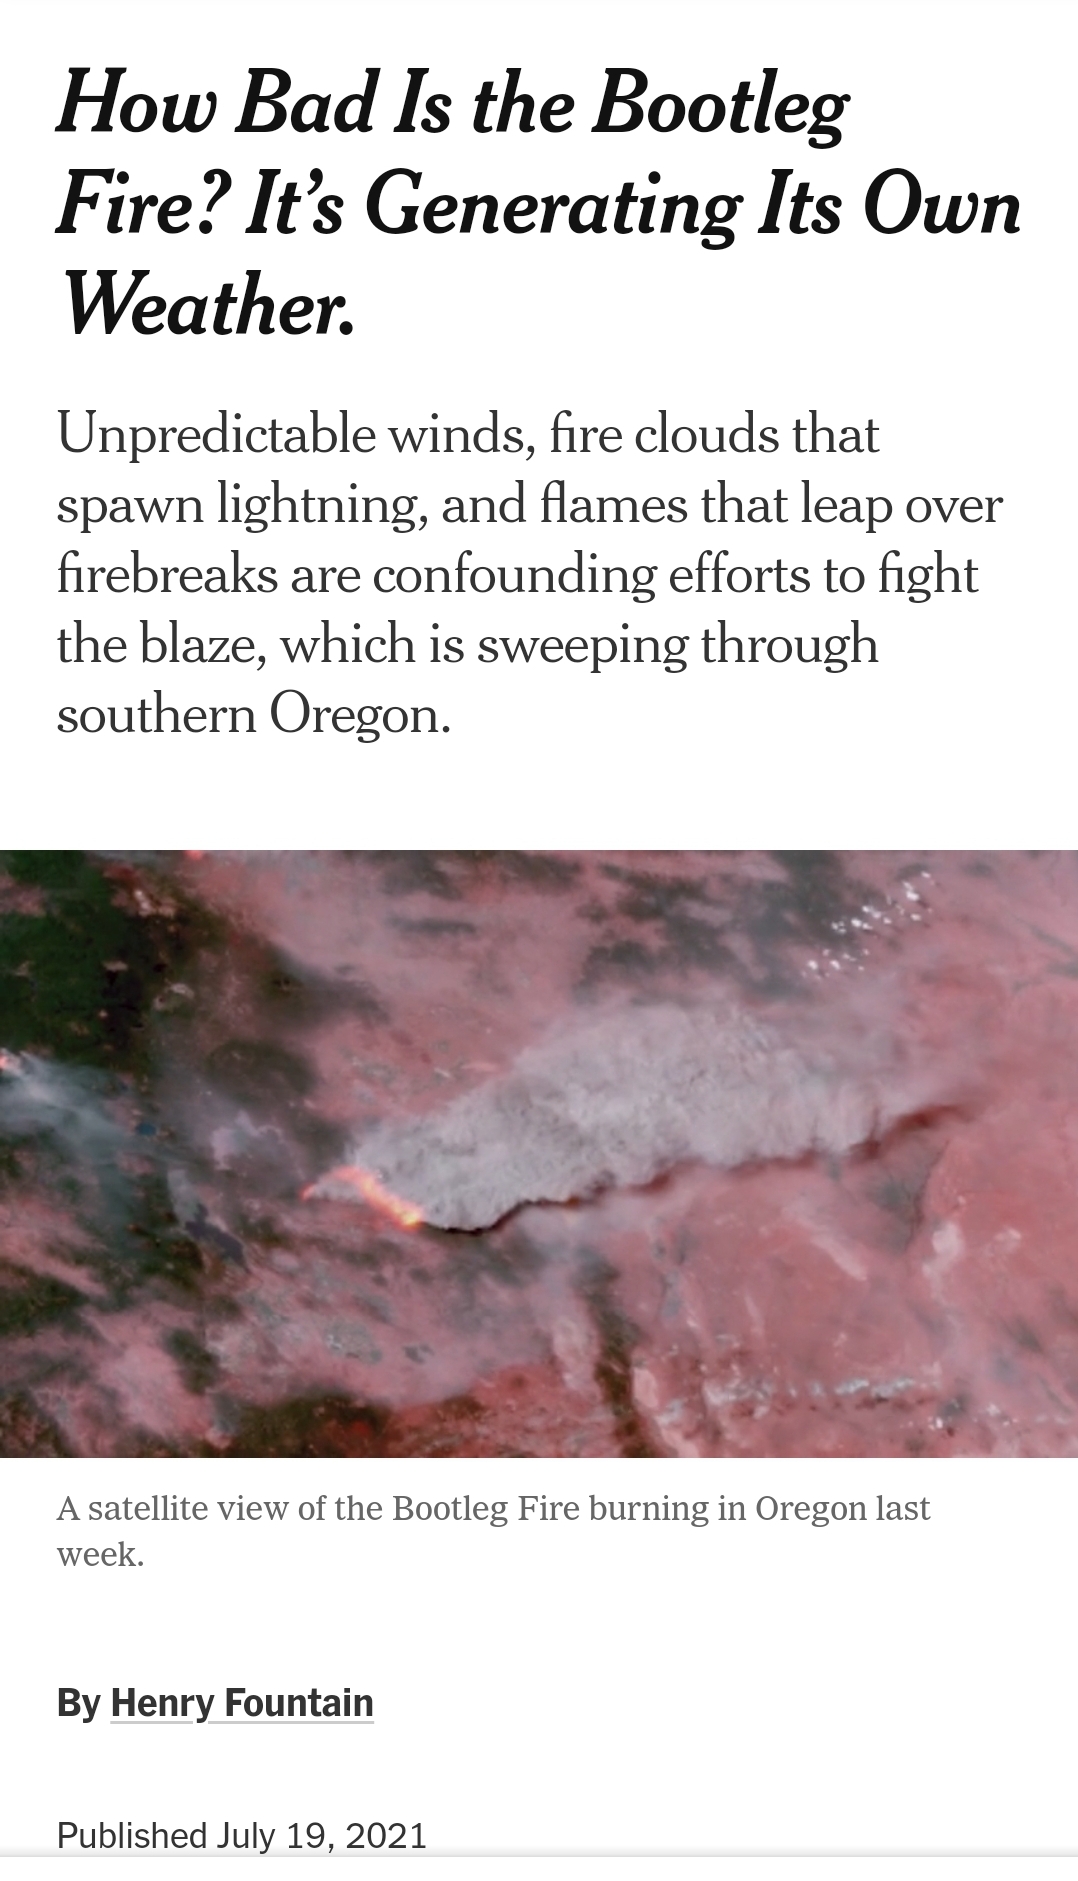 How Bad Is the Bootleg
Fire? It’s Generating Its Own
Weather.
Unpredictable winds, fire clouds that
spawn lightning, and flames that leap over
firebreaks are confounding efforts to fight
the blaze, which is sweeping through
southern Oregon.
A satellite view of the Bootleg Fire burning in Oregon last
week.
By Henry Fountain
Published July 19, 2021